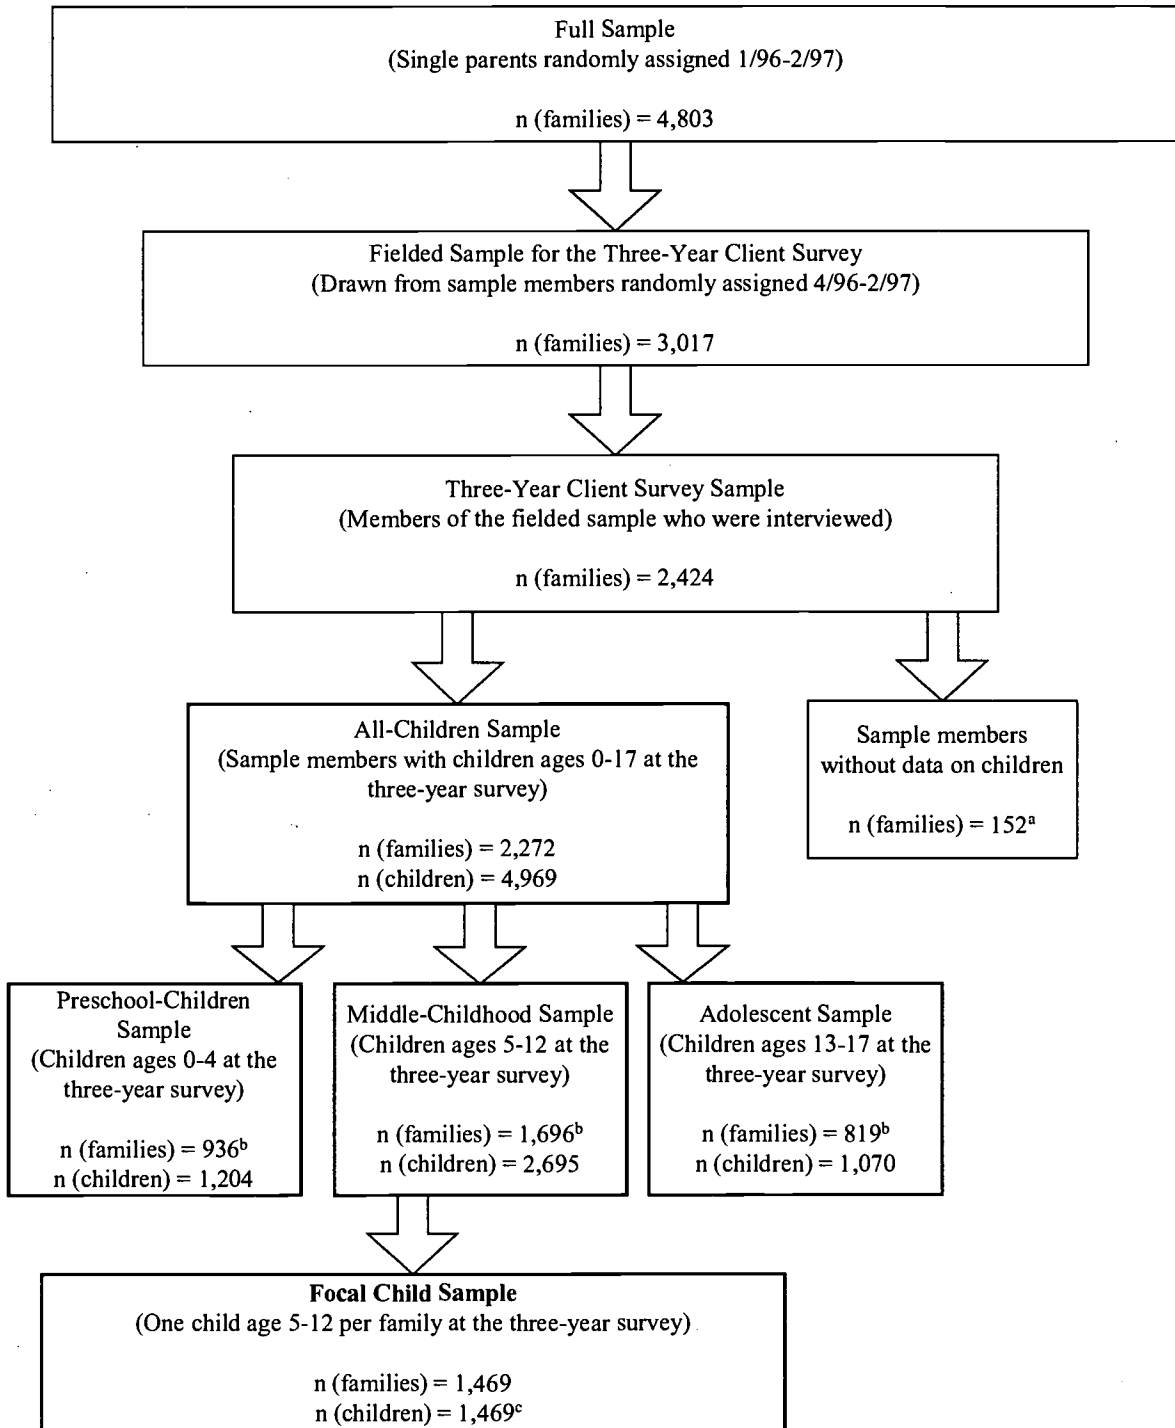 Full Sample
(Single parents randomly assigned 1/96-2/97)
n (families) = 4,803
Fielded Sample for the Three-Year Client Survey
(Drawn from sample members randomly assigned 4/96-2/97)
n (families) = 3,017
Three-Year Client Survey Sample
(Members of the fielded sample who were interviewed)
n (families) = 2,424
All-Children Sample
(Sample members with children ages 0-17 at the
three-year survey)
n (families) = 2,272
n (children) = 4,969
Sample members
without data on children
n (families) = 152ᵃ
Preschool-Children
Sample
(Children ages 0-4 at the
three-year survey)
n (families) = 936ᵇ
n (children) = 1,204
Middle-Childhood Sample
(Children ages 5-12 at the
three-year survey)
n (families) = 1,696ᵇ
n (children) = 2,695
Adolescent Sample
(Children ages 13-17 at the
three-year survey)
n (families) = 819ᵇ
n (children) = 1,070
Focal Child Sample
(One child age 5-12 per family at the three-year survey)
n (families) = 1,469
n (children) = 1,469ᶜ